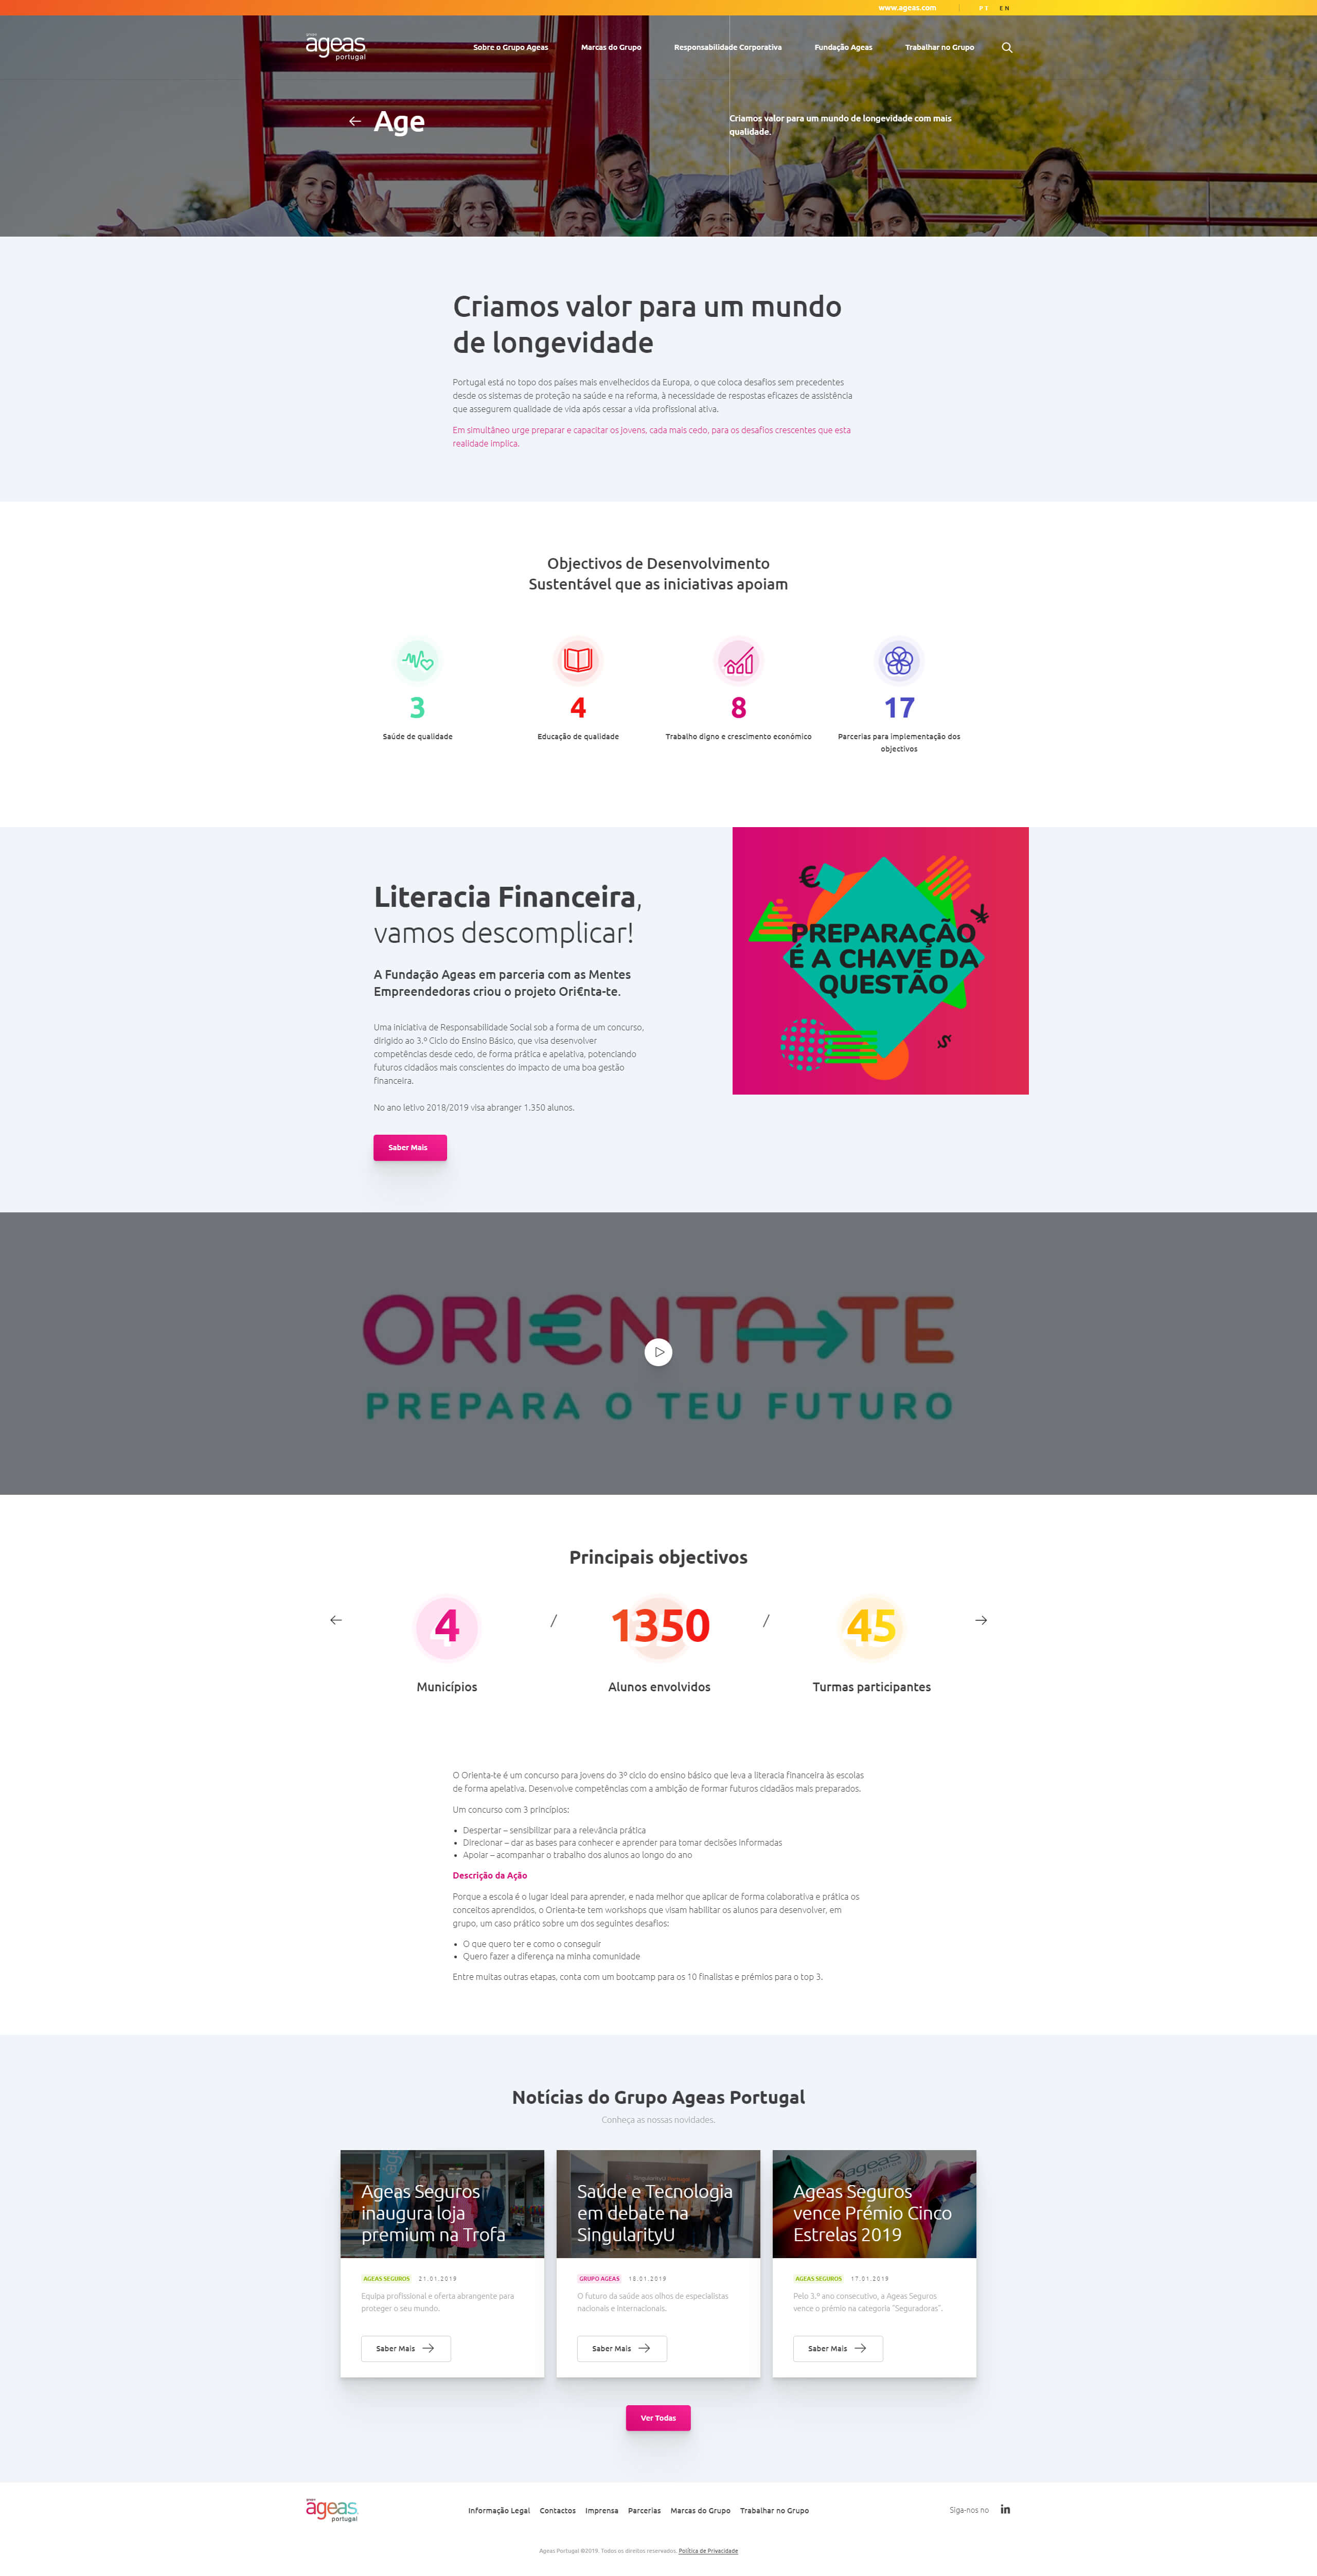 www.ageas.com
PT EN
grupo
ageas.
portugal
Sobre o Grupo Ageas
Marcas do Grupo
Responsabilidade Corporativa
Fundação Ageas
Trabalhar no Grupo
Age
Criamos valor para um mundo de longevidade com mais
qualidade.
Criamos valor para um mundo
de longevidade
Portugal está no topo dos países mais envelhecidos da Europa, o que coloca desafios sem precedentes
desde os sistemas de proteção na saúde e na reforma, à necessidade de respostas eficazes de assistência
que assegurem qualidade de vida após cessar a vida profissional ativa.
Em simultâneo urge preparar e capacitar os jovens, cada mais cedo, para os desafios crescentes que esta
realidade implica.
Objectivos de Desenvolvimento
Sustentável que as iniciativas apoiam
3
Saúde de qualidade
4
Educação de qualidade
8
Trabalho digno e crescimento económico
17
Parcerias para implementação dos
objectivos
Literacia Financeira,
vamos descomplicar!
A Fundação Ageas em parceria com as Mentes
Empreendedoras criou o projeto Ori€nta-te.
Uma iniciativa de Responsabilidade Social sob a forma de um concurso,
dirigido ao 3.º Ciclo do Ensino Básico, que visa desenvolver
competências desde cedo, de forma prática e apelativa, potenciando
futuros cidadãos mais conscientes do impacto de uma boa gestão
financeira.
No ano letivo 2018/2019 visa abranger 1.350 alunos.
Saber Mais
€
¥
PREPARAÇÃO
É A CHAVE DA
QUESTÃO
$
ORI€NTA-TE
PREPARA O TEU FUTURO
Principais objectivos
4
Municípios
/
1350
Alunos envolvidos
/
45
Turmas participantes
O Orienta-te é um concurso para jovens do 3º ciclo do ensino básico que leva a literacia financeira às escolas
de forma apelativa. Desenvolve competências com a ambição de formar futuros cidadãos mais preparados.
Um concurso com 3 princípios:
• Despertar – sensibilizar para a relevância prática
• Direcionar – dar as bases para conhecer e aprender para tomar decisões informadas
• Apoiar – acompanhar o trabalho dos alunos ao longo do ano
Descrição da Ação
Porque a escola é o lugar ideal para aprender, e nada melhor que aplicar de forma colaborativa e prática os
conceitos aprendidos, o Orienta-te tem workshops que visam habilitar os alunos para desenvolver, em
grupo, um caso prático sobre um dos seguintes desafios:
• O que quero ter e como o conseguir
• Quero fazer a diferença na minha comunidade
Entre muitas outras etapas, conta com um bootcamp para os 10 finalistas e prémios para o top 3.
Notícias do Grupo Ageas Portugal
Conheça as nossas novidades.
Ageas Seguros
inaugura loja
premium na Trofa
AGEAS SEGUROS 21.01.2019
Equipa profissional e oferta abrangente para
proteger o seu mundo.
Saber Mais
SingularityU Portugal
Saúde e Tecnologia
em debate na
SingularityU
GRUPO AGEAS 18.01.2019
O futuro da saúde aos olhos de especialistas
nacionais e internacionais.
Saber Mais
ageas
seguros
Ageas Seguros
vence Prémio Cinco
Estrelas 2019
AGEAS SEGUROS 17.01.2019
Pelo 3.º ano consecutivo, a Ageas Seguros
vence o prémio na categoria "Seguradoras".
Saber Mais
Ver Todas
grupo
ageas.
portugal
Informação Legal
Contactos
Imprensa
Parcerias
Marcas do Grupo
Trabalhar no Grupo
Siga-nos no
in
Ageas Portugal ©2019. Todos os direitos reservados. Política de Privacidade